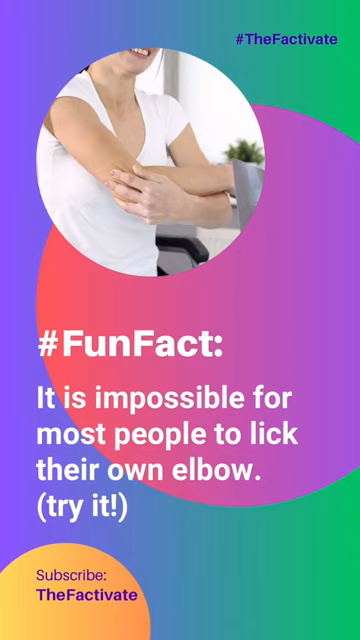 #TheFactivate
#FunFact:
It is impossible for
most people to lick
their own elbow.
(try it!)
Subscribe:
TheFactivate